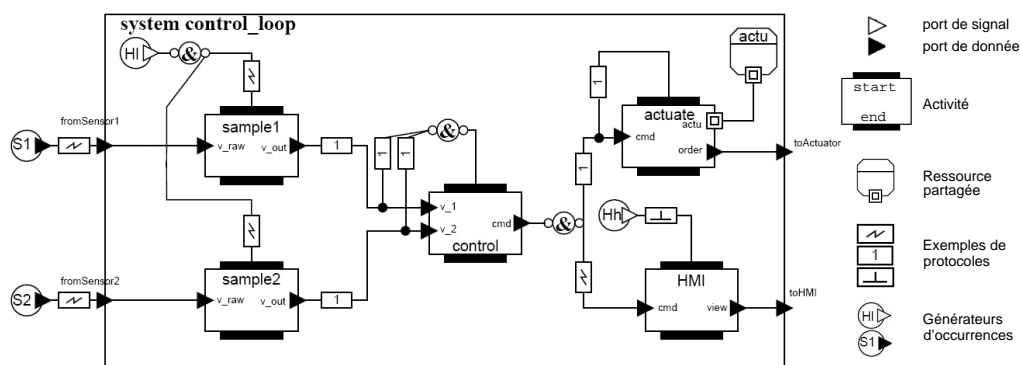 system control_loop
HI
&
fromSensor1
S1
sample1
v_raw
v_out
1
fromSensor2
S2
sample2
v_raw
v_out
1
1
1
&
v_1
v_2
cmd
control
&
1
1
actu
actuate
actu
cmd
order
toActuator
Hh
HMI
cmd
view
toHMI
port de signal
port de donnée
start
end
Activité
Ressource
partagée
1
Exemples de
protocoles
HI
S1
Générateurs
d'occurrences